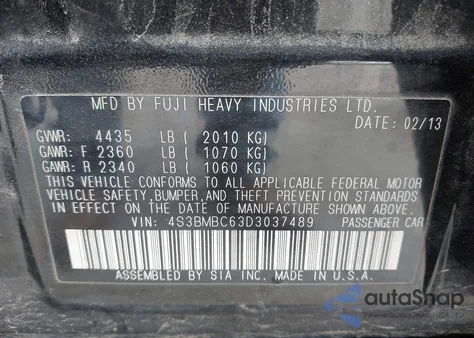 MFD BY FUJI HEAVY INDUSTRIES LTD.
DATE: 02/13
GVWR: 4435 LB ( 2010 KG)
GAWR: F 2360 LB ( 1070 KG)
GAWR: R 2340 LB ( 1060 KG)
THIS VEHICLE CONFORMS TO ALL APPLICABLE FEDERAL MOTOR
VEHICLE SAFETY,BUMPER, AND THEFT PREVENTION STANDARDS
IN EFFECT ON THE DATE OF MANUFACTURE SHOWN ABOVE.
VIN: 4S3BMBC63D3037489 PASSENGER CAR
ASSEMBLED BY SIA INC. MADE IN U.S.A.
autoSnap